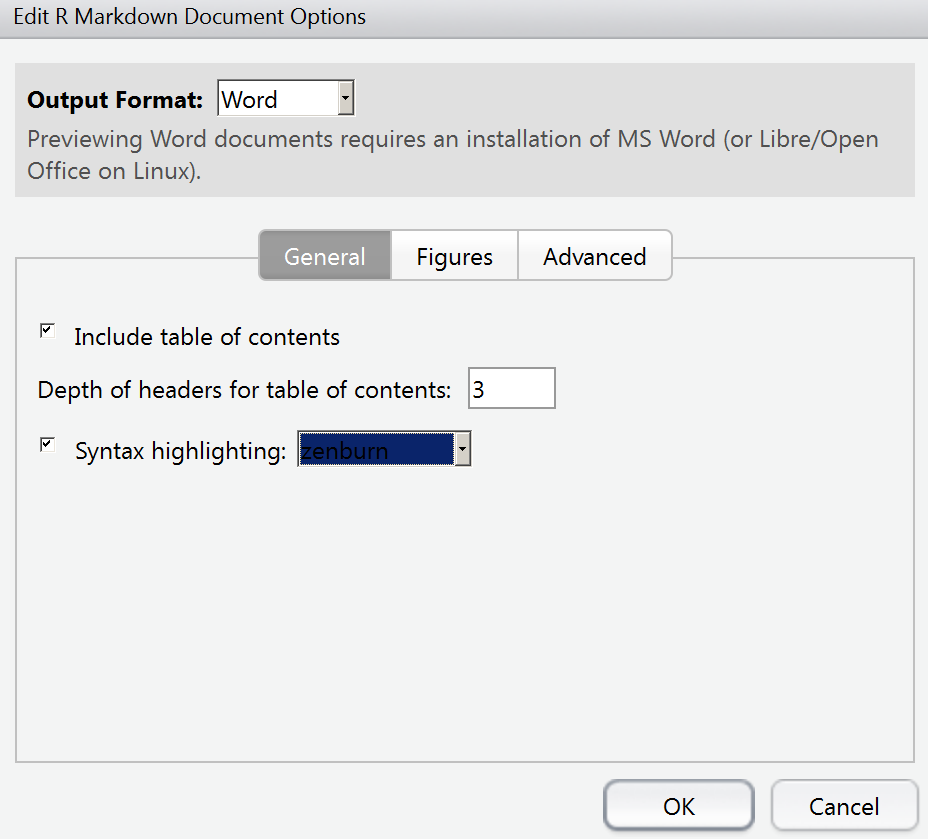 Edit R Markdown Document Options
Output Format: Word
Previewing Word documents requires an installation of MS Word (or Libre/Open
Office on Linux).
General Figures Advanced
Include table of contents
Depth of headers for table of contents: 3
Syntax highlighting: zenburn
OK Cancel